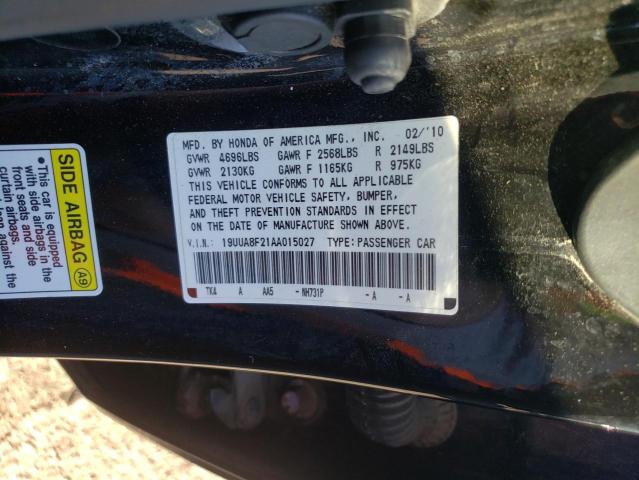 MFD. BY HONDA OF AMERICA MFG., INC. 02/'10
GVWR 4696LBS GAWR F 2568LBS R 2149LBS
GVWR 2130KG GAWR F 1165KG R 975KG
THIS VEHICLE CONFORMS TO ALL APPLICABLE
FEDERAL MOTOR VEHICLE SAFETY, BUMPER,
AND THEFT PREVENTION STANDARDS IN EFFECT
ON THE DATE OF MANUFACTURE SHOWN ABOVE.
V.I.N: 19UUA8F21AA015027 TYPE: PASSENGER CAR
TK4 A AA5 - NH731P - A - A
SIDE AIRBAG A9
This car is equipped
with side airbags in
front seats and side
curtain airbags.
lean against the